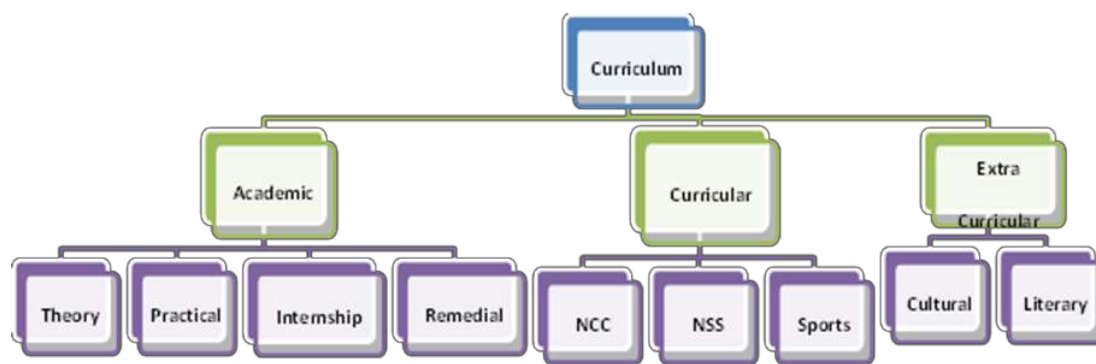 Curriculum
Academic
Curricular
Extra
Curricular
Theory
Practical
Internship
Remedial
NCC
NSS
Sports
Cultural
Literary